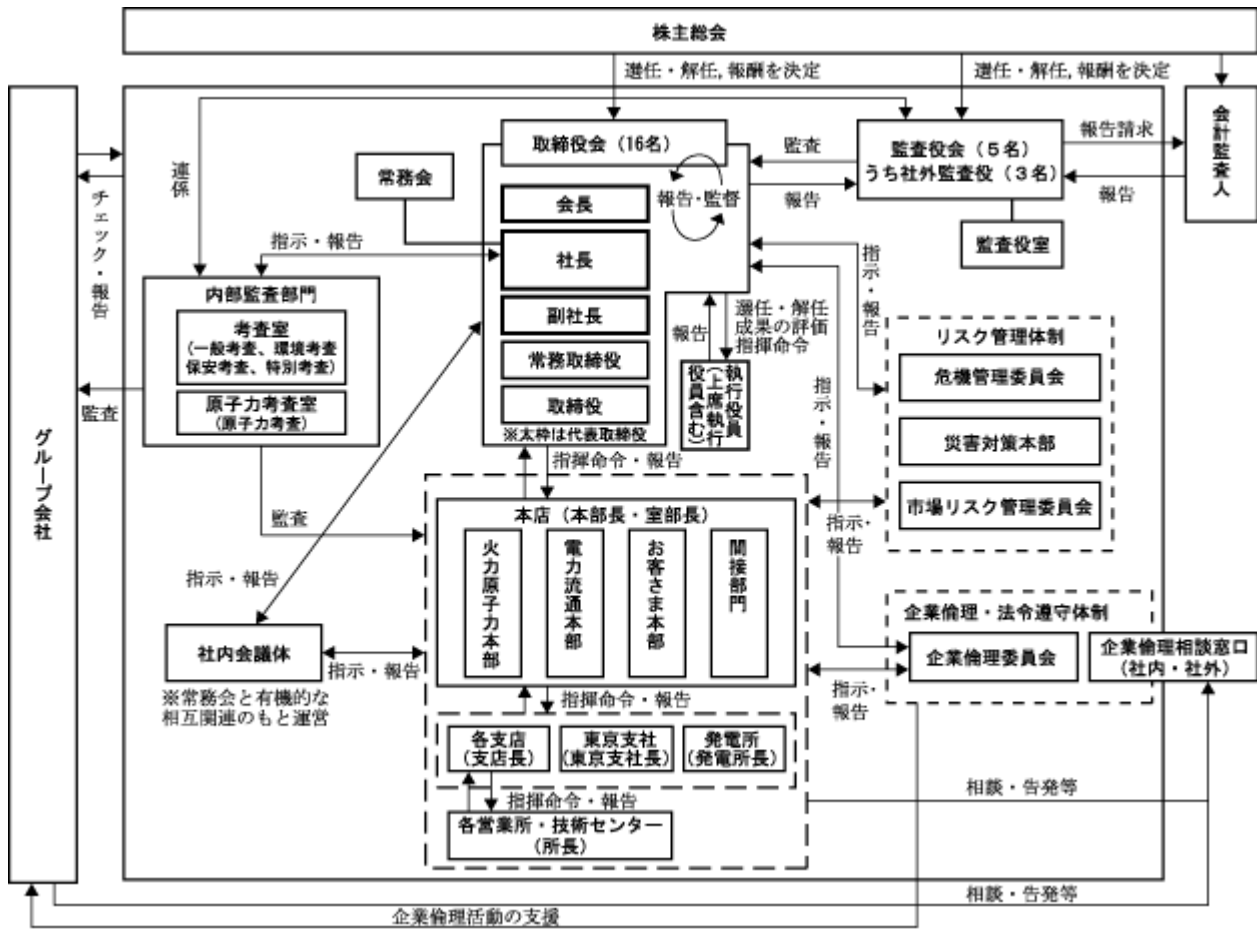 株主総会
選任・解任,報酬を決定
選任・解任,報酬を決定
グループ会社
チェック・報告
監査
連係
取締役会（16名）
報告・監督
会長
社長
副社長
常務取締役
取締役
※太枠は代表取締役
常務会
指示・報告
監査
報告
監査役会（５名）
うち社外監査役（３名）
監査役室
報告請求
報告
会計監査人
内部監査部門
考査室
（一般考査、環境考査
保安考査、特別考査）
原子力考査室
（原子力考査）
報告
選任・解任
成果の評価
指揮命令
執行役員
（上席執行
役員含む）
指示・報告
指示・報告
リスク管理体制
危機管理委員会
災害対策本部
市場リスク管理委員会
指揮命令・報告
監査
指示・報告
本店（本部長・室部長）
火力原子力本部
電力流通本部
お客さま本部
間接部門
指示・
報告
社内会議体
指示・報告
※常務会と有機的な
相互関連のもと運営
企業倫理・法令遵守体制
企業倫理委員会
企業倫理相談窓口
（社内・社外）
指示・
報告
指揮命令・報告
各支店
（支店長）
東京支社
（東京支社長）
発電所
（発電所長）
指揮命令・報告
各営業所・技術センター
（所長）
相談・告発等
相談・告発等
企業倫理活動の支援